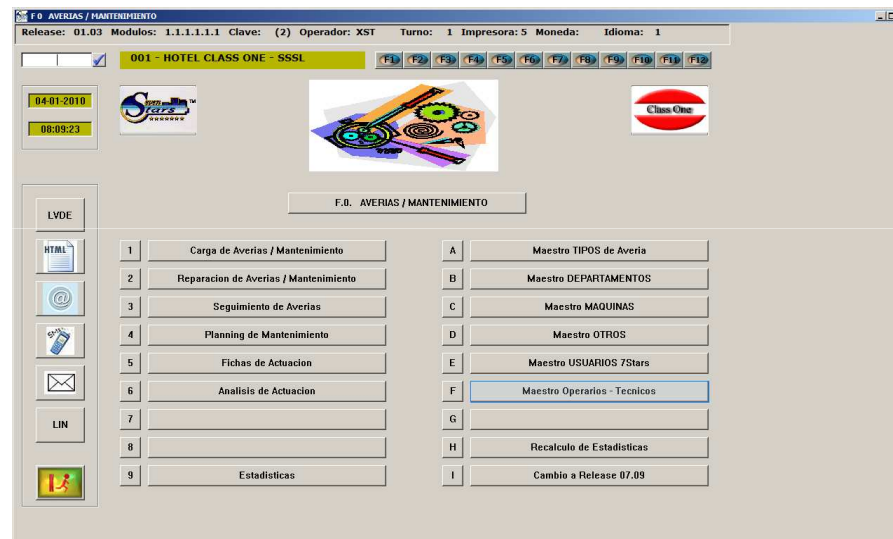 F 0 AVERIAS / MANTENIMIENTO
Release: 01.03 Modulos: 1.1.1.1.1.1 Clave: (2) Operador: XST Turno: 1 Impresora: 5 Moneda: Idioma: 1
001 - HOTEL CLASS ONE - SSSL
F1 F2 F3 F4 F5 F6 F7 F8 F9 F10 F11 F12
04-01-2010
08:09:23
Stars
Class One
F.0. AVERIAS / MANTENIMIENTO
LVDE
HTML
@
SMS
LIN
1 Carga de Averias / Mantenimiento
2 Reparacion de Averias / Mantenimiento
3 Seguimiento de Averias
4 Planning de Mantenimiento
5 Fichas de Actuacion
6 Analisis de Actuacion
7
8
9 Estadisticas
A Maestro TIPOS de Averia
B Maestro DEPARTAMENTOS
C Maestro MAQUINAS
D Maestro OTROS
E Maestro USUARIOS 7Stars
F Maestro Operarios - Tecnicos
G
H Recalculo de Estadisticas
I Cambio a Release 07.09